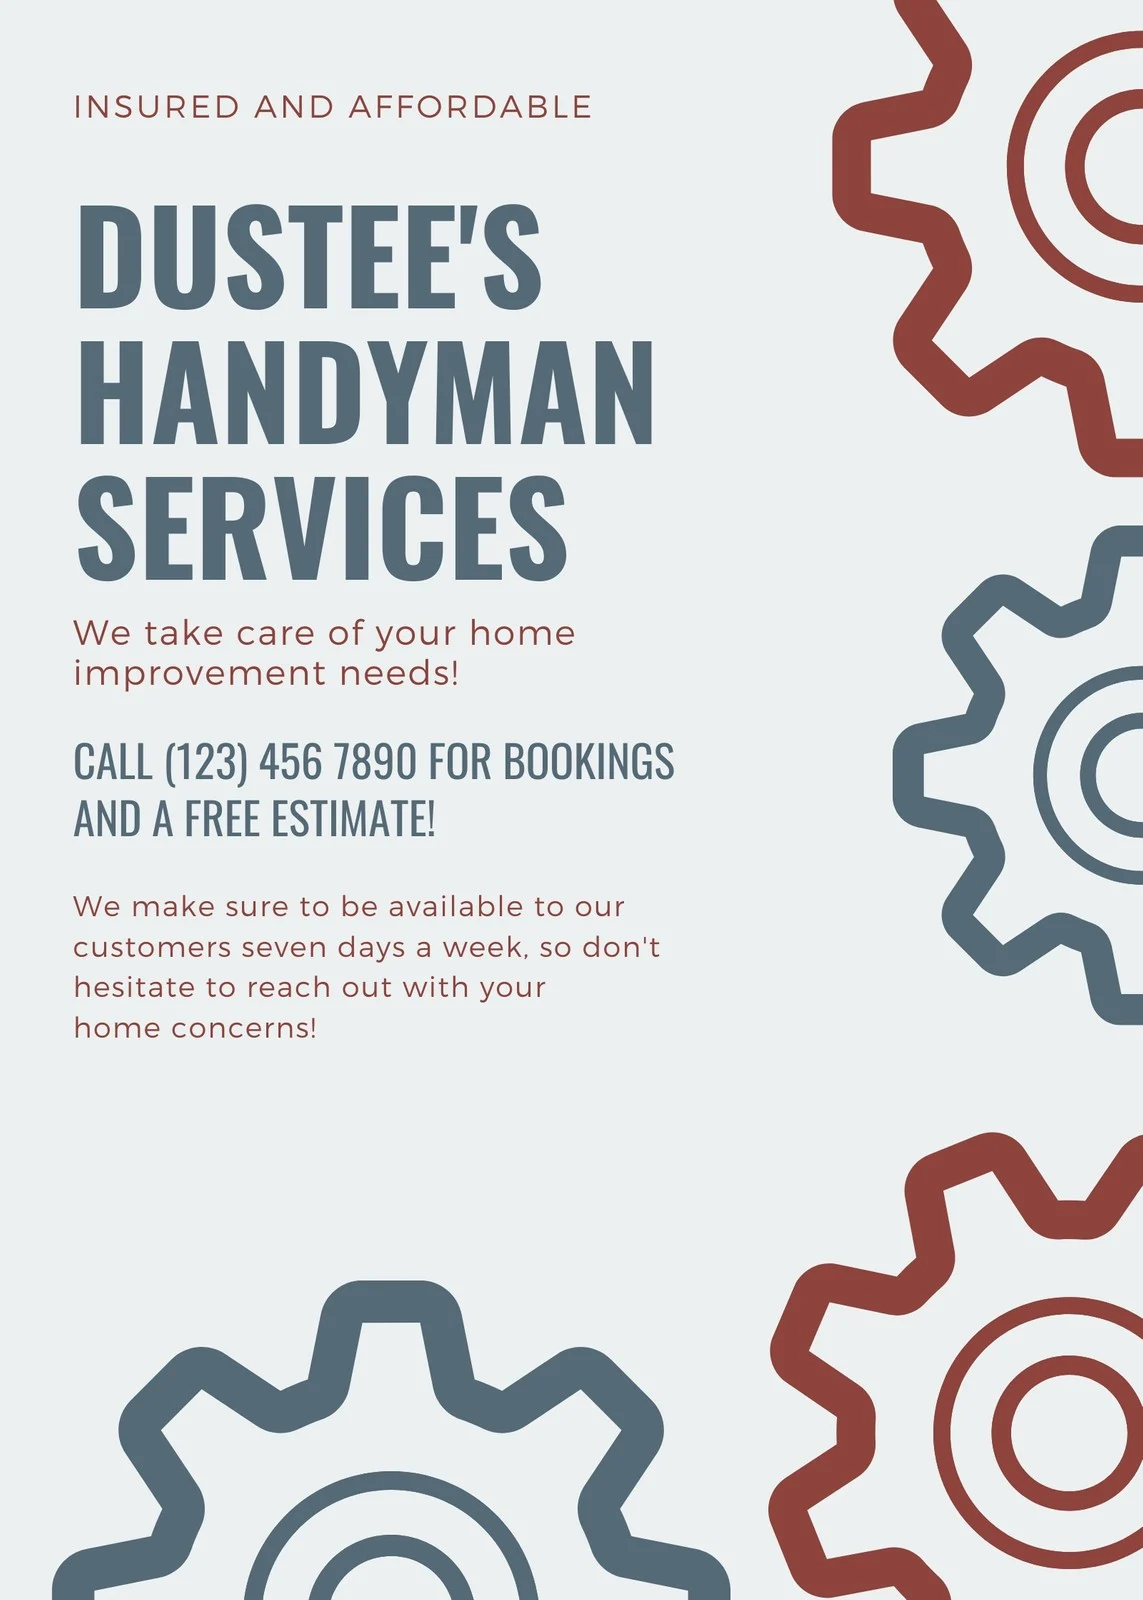 INSURED AND AFFORDABLE
DUSTEE'S
HANDYMAN
SERVICES
We take care of your home
improvement needs!
CALL (123) 456 7890 FOR BOOKINGS
AND A FREE ESTIMATE!
We make sure to be available to our
customers seven days a week, so don't
hesitate to reach out with your
home concerns!